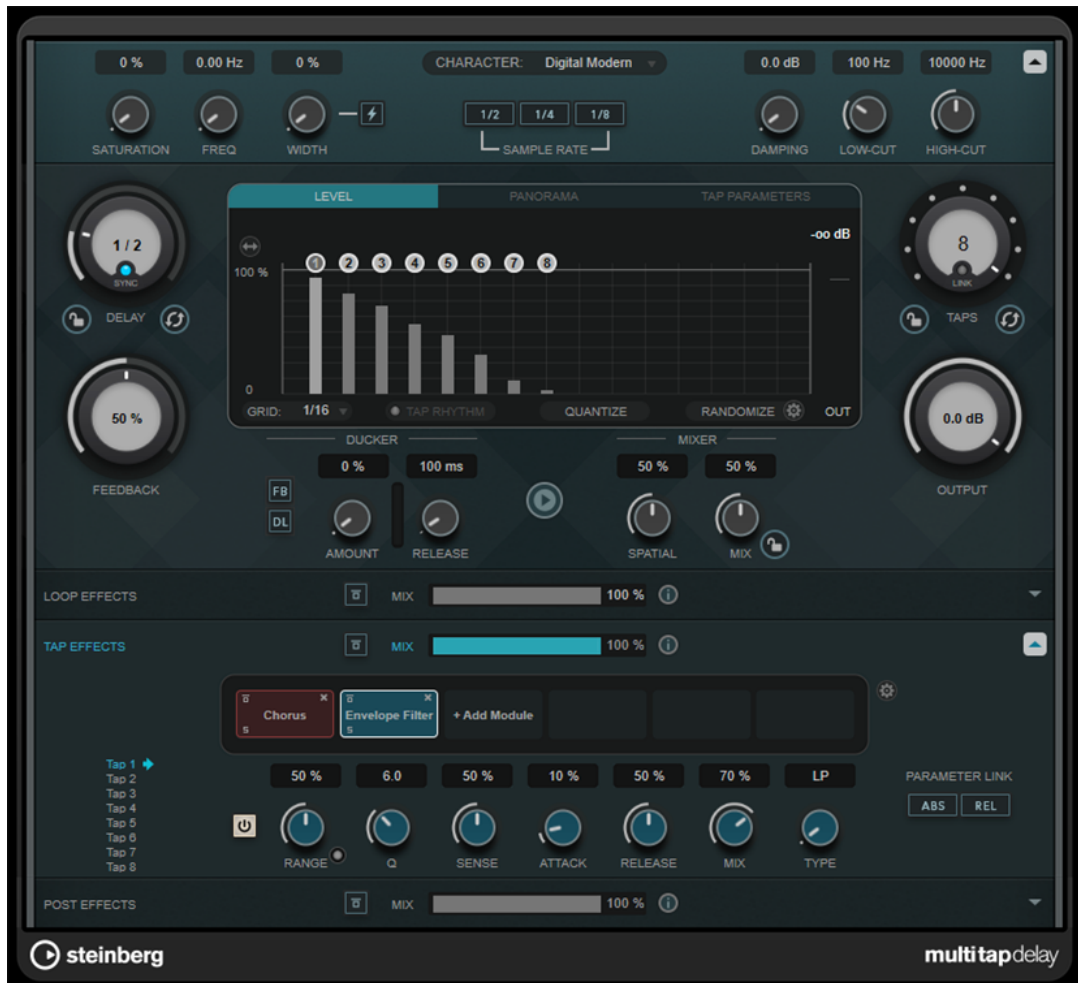 0 % 0.00 Hz 0 % CHARACTER: Digital Modern 0.0 dB 100 Hz 10000 Hz
1/2 1/4 1/8
SATURATION FREQ WIDTH SAMPLE RATE DAMPING LOW-CUT HIGH-CUT
LEVEL PANORAMA TAP PARAMETERS
-oo dB
1 / 2
SYNC
8
LINK
1 2 3 4 5 6 7 8
100 %
DELAY
TAPS
0
GRID: 1/16 TAP RHYTHM QUANTIZE RANDOMIZE OUT
50 %
0.0 dB
DUCKER MIXER
0 % 100 ms 50 % 50 %
FEEDBACK
OUTPUT
FB
DL
AMOUNT RELEASE SPATIAL MIX
LOOP EFFECTS MIX 100 %
TAP EFFECTS MIX 100 %
Chorus Envelope Filter + Add Module
S S
Tap 1
Tap 2
Tap 3
Tap 4
Tap 5
Tap 6
Tap 7
Tap 8
50 % 6.0 50 % 10 % 50 % 70 % LP
PARAMETER LINK
ABS REL
RANGE Q SENSE ATTACK RELEASE MIX TYPE
POST EFFECTS MIX 100 %
steinberg multitapdelay